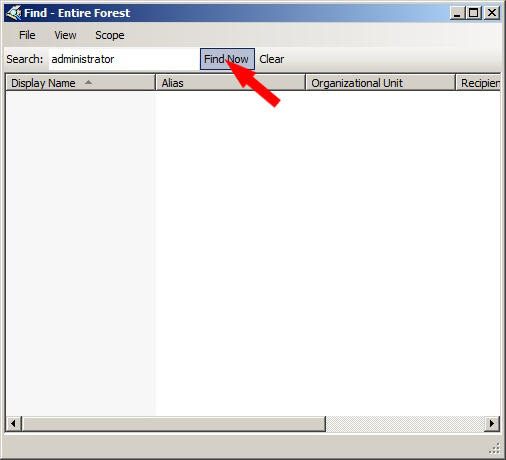 Find - Entire Forest
File View Scope
Search: administrator Find Now Clear
Display Name Alias Organizational Unit Recipien